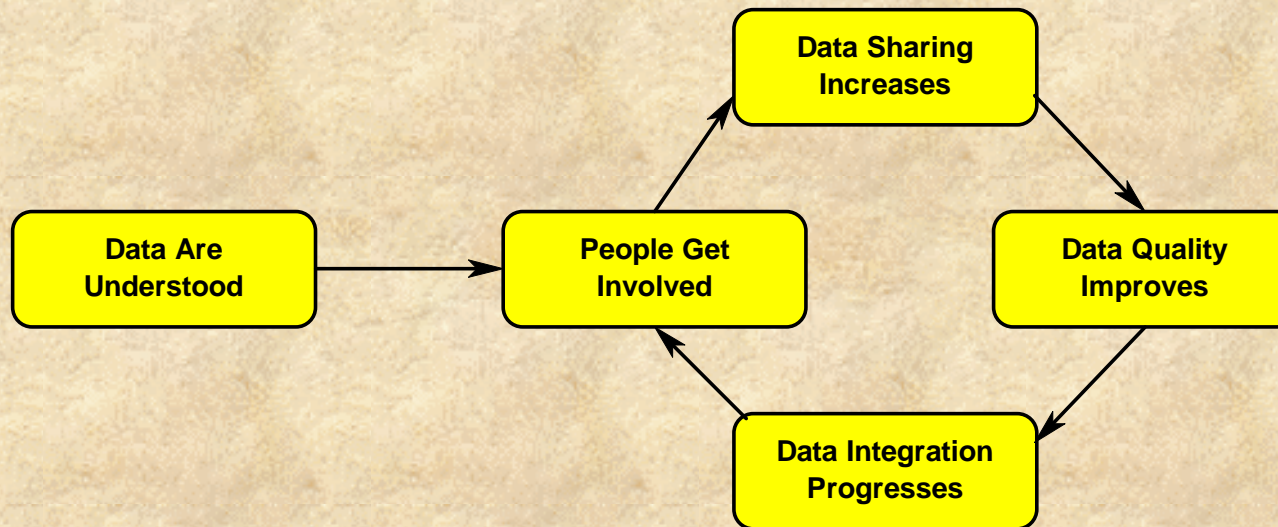 Data Sharing
Increases
Data Are
Understood
People Get
Involved
Data Quality
Improves
Data Integration
Progresses